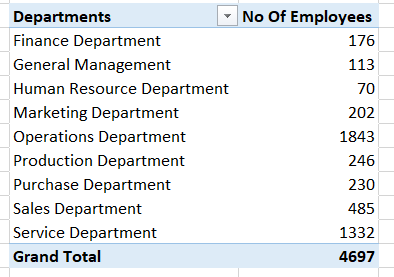 Departments No Of Employees
Finance Department 176
General Management 113
Human Resource Department 70
Marketing Department 202
Operations Department 1843
Production Department 246
Purchase Department 230
Sales Department 485
Service Department 1332
Grand Total 4697